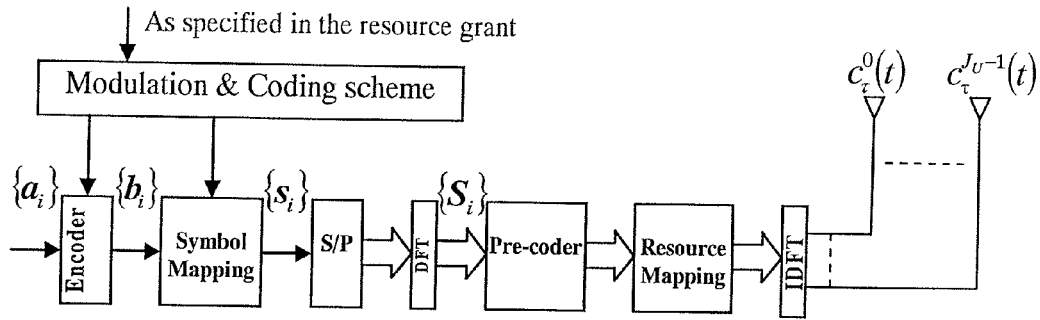 As specified in the resource grant
Modulation & Coding scheme
c_τ^0(t) c_τ^{J_U-1}(t)
{a_i} {b_i} {s_i} {S_i}
Encoder
Symbol
Mapping
S/P
DFT
Pre-coder
Resource
Mapping
IDFT